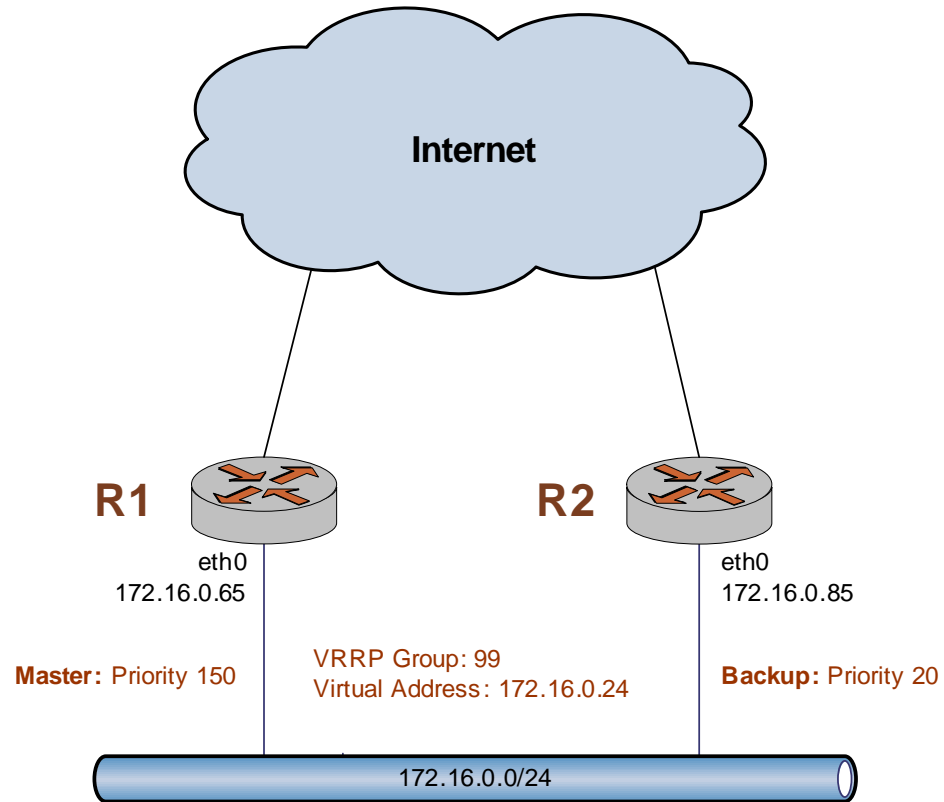 Internet
R1
R2
eth0
172.16.0.65
eth0
172.16.0.85
Master: Priority 150
VRRP Group: 99
Virtual Address: 172.16.0.24
Backup: Priority 20
172.16.0.0/24